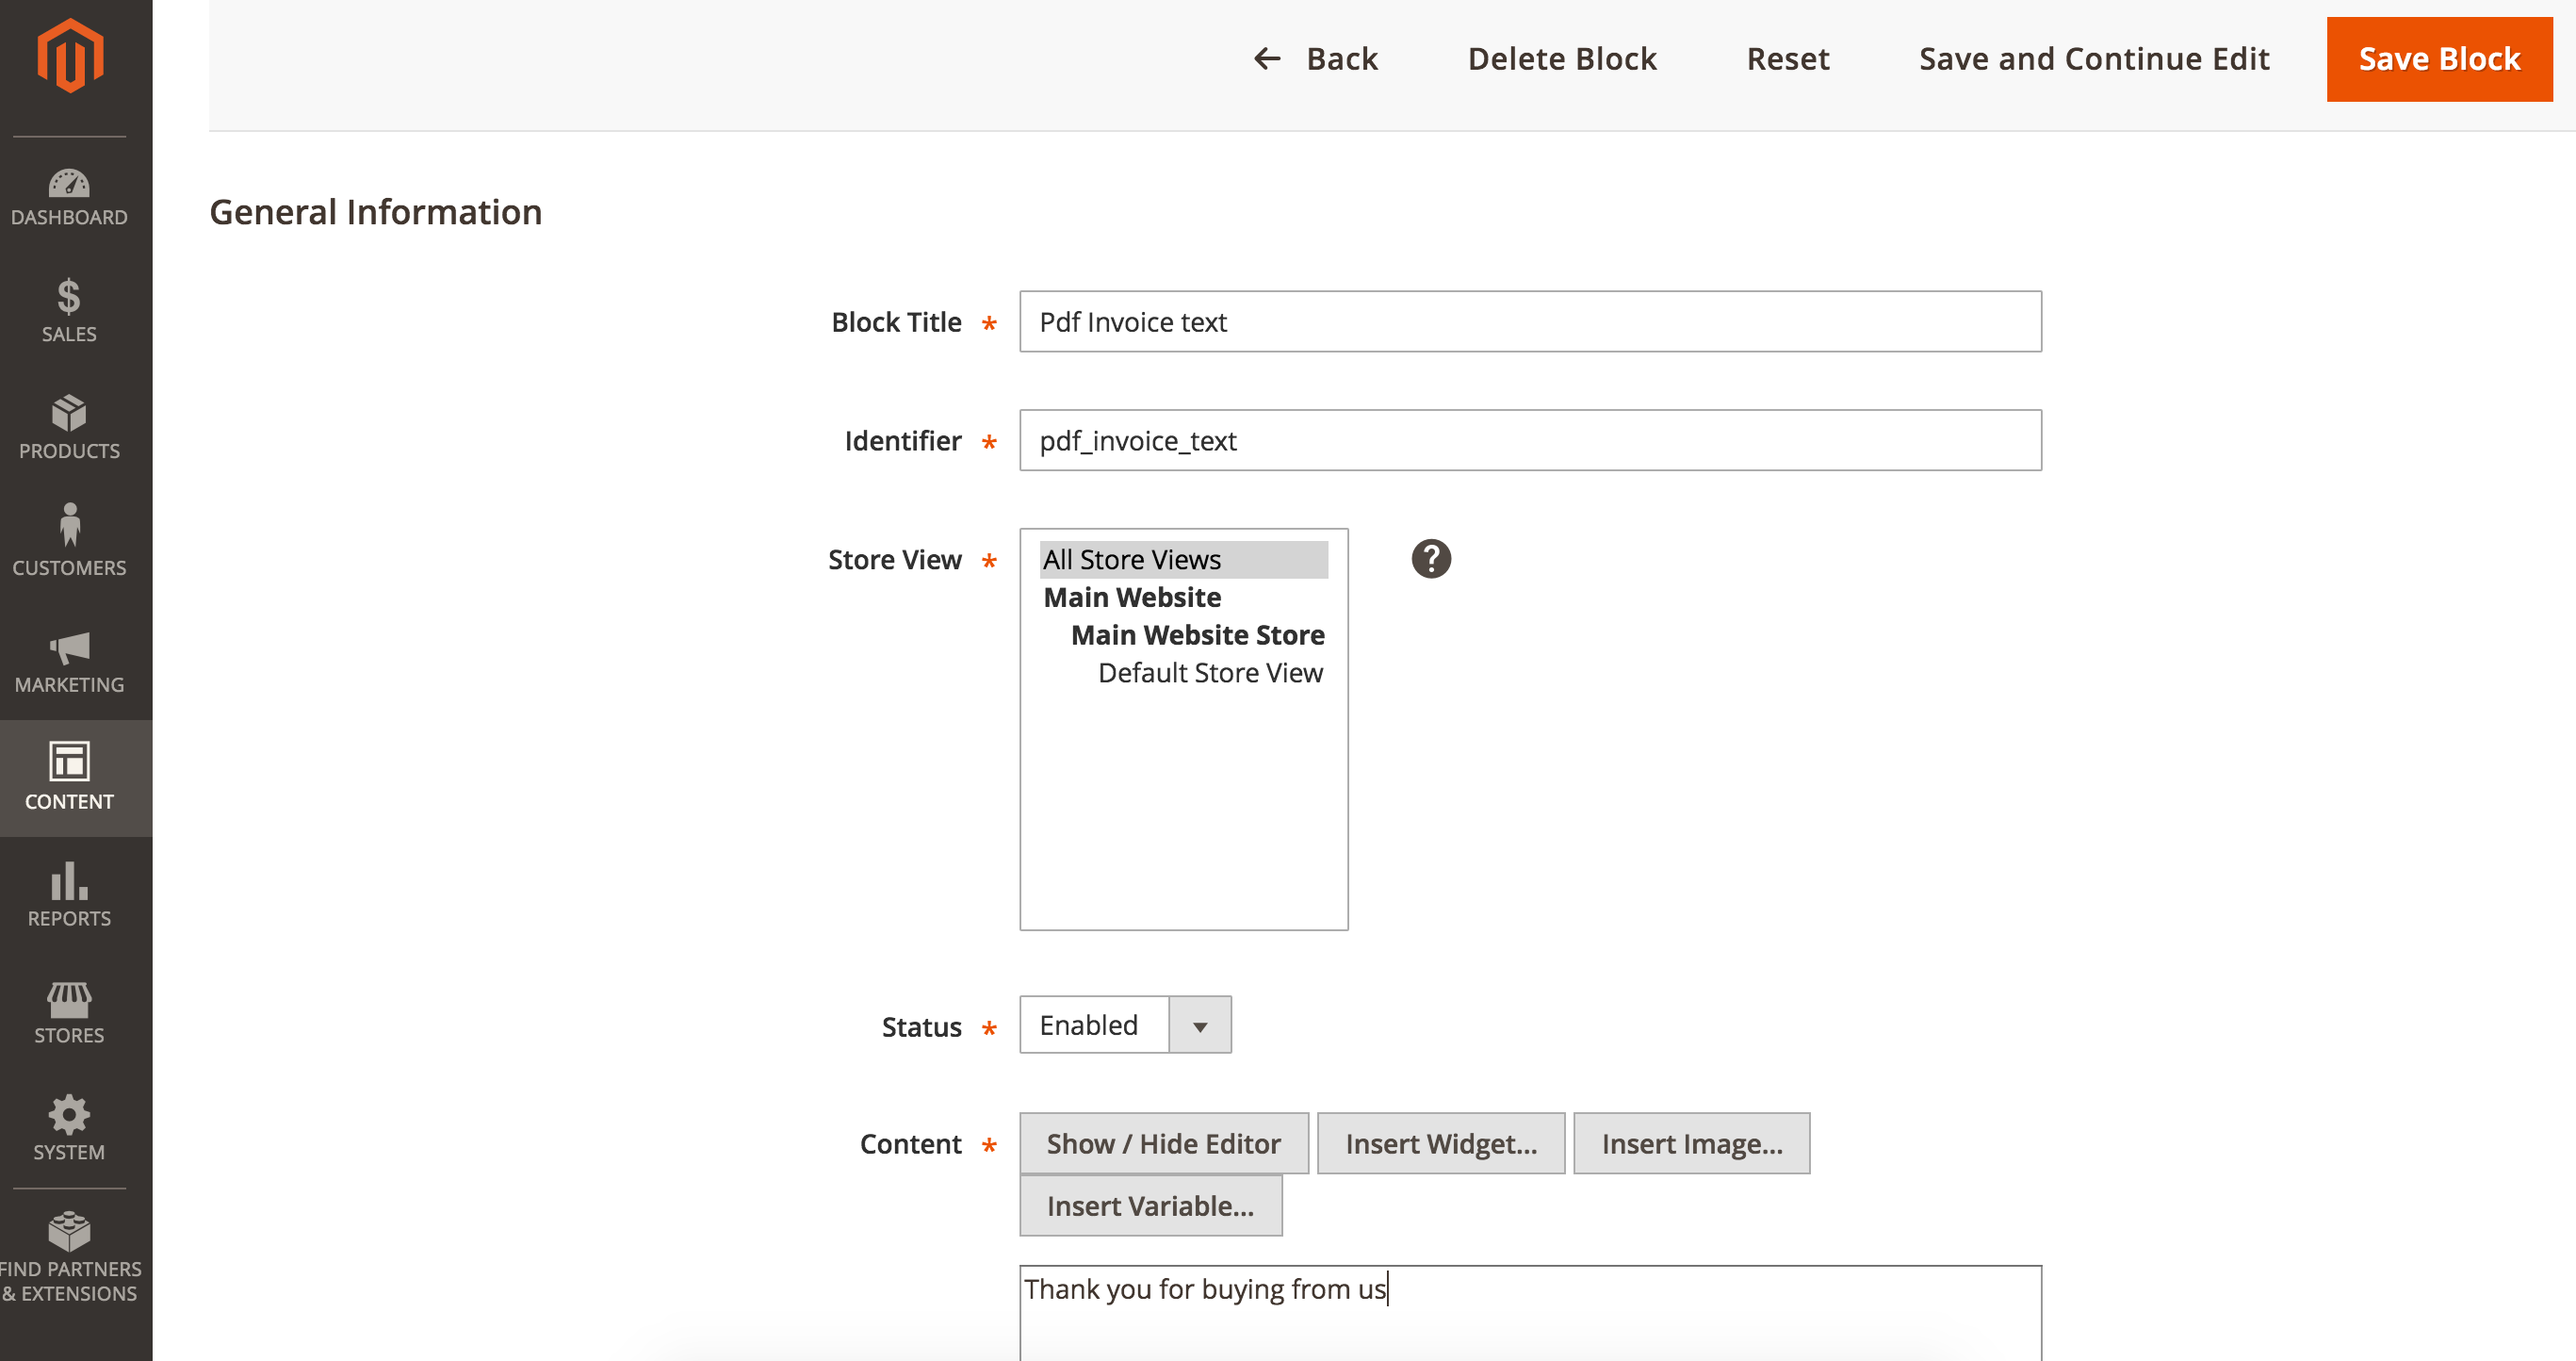 Back Delete Block Reset Save and Continue Edit Save Block
DASHBOARD
SALES
PRODUCTS
CUSTOMERS
MARKETING
CONTENT
REPORTS
STORES
SYSTEM
FIND PARTNERS
& EXTENSIONS
General Information
Block Title * Pdf Invoice text
Identifier * pdf_invoice_text
Store View * All Store Views ?
Main Website
Main Website Store
Default Store View
Status * Enabled
Content * Show / Hide Editor Insert Widget... Insert Image...
Insert Variable...
Thank you for buying from us